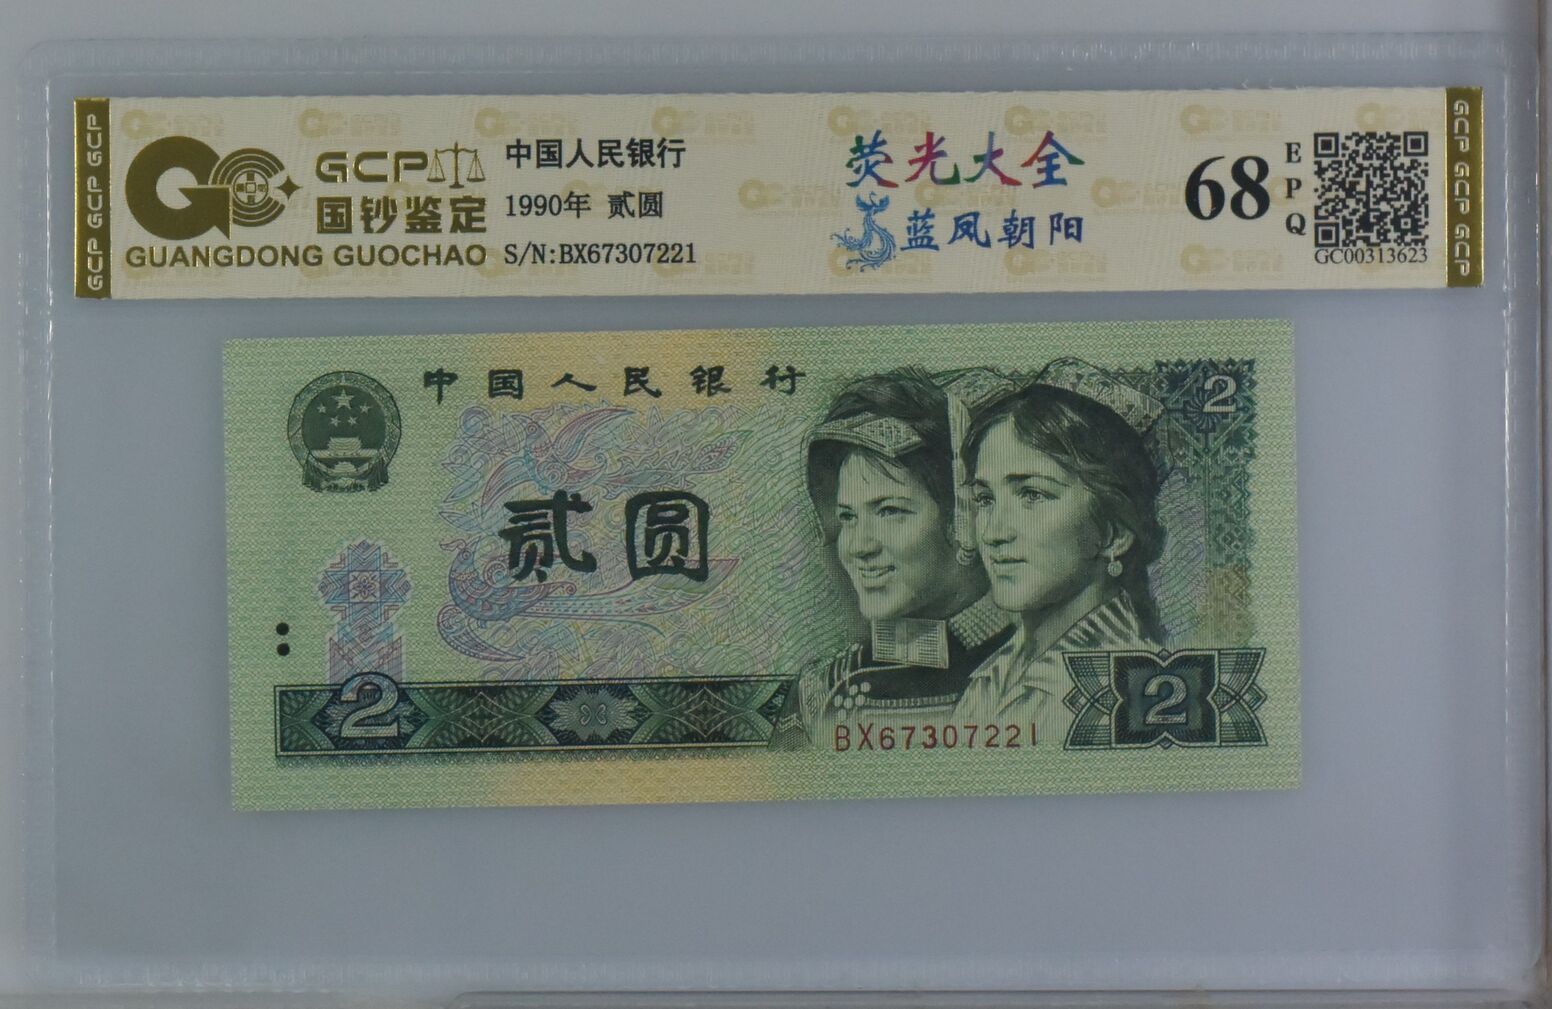 GCP GCP GCP
GCP
国钞鉴定
GUANGDONG GUOCHAO
中国人民银行
1990年 贰圆
S/N:BX67307221
荧光大全
蓝凤朝阳
68
EPQ
GC00313623
GCP GCP GCP
中国人民银行
2
贰圆
2
BX67307221
2